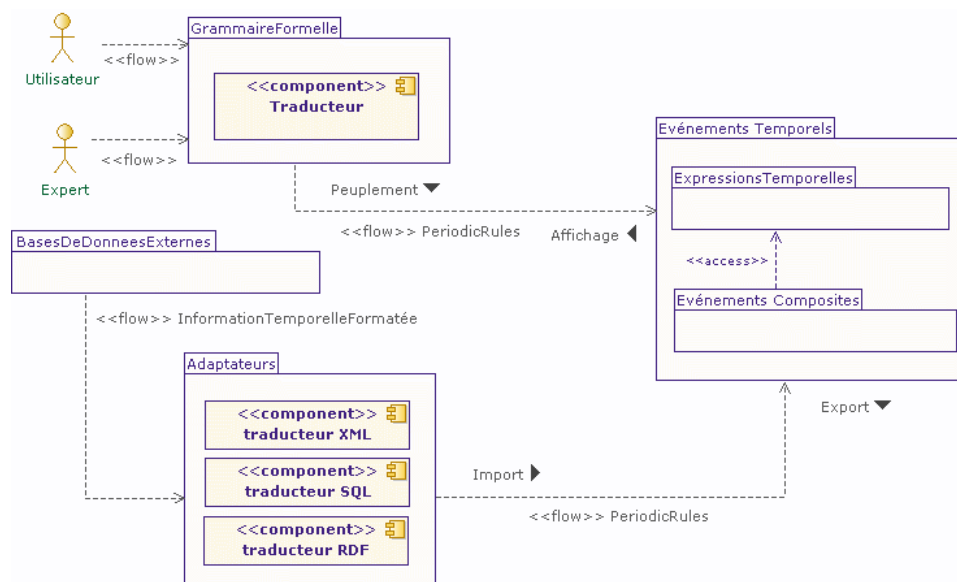 GrammaireFormelle
<<flow>>
Utilisateur
<<component>>
Traducteur
<<flow>>
Expert
Peuplement
<<flow>> PeriodicRules
Affichage
Evénements Temporels
ExpressionsTemporelles
<<access>>
Evénements Composites
BasesDeDonneesExternes
<<flow>> InformationTemporelleFormatée
Adaptateurs
<<component>>
traducteur XML
<<component>>
traducteur SQL
<<component>>
traducteur RDF
Import
<<flow>> PeriodicRules
Export